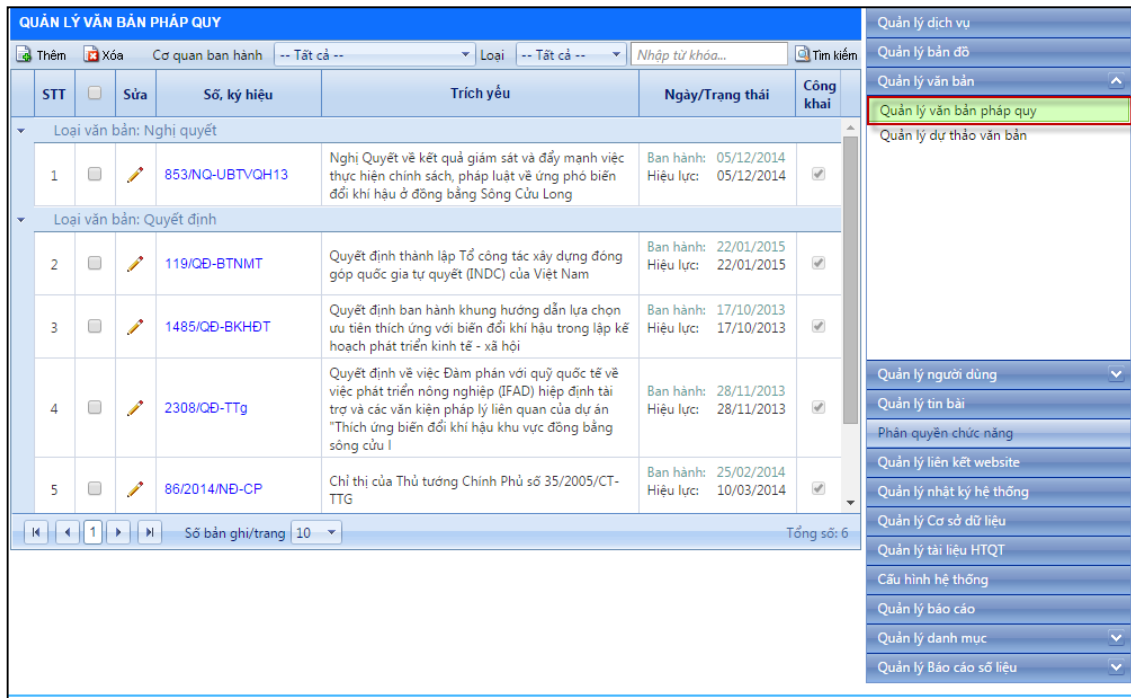 QUẢN LÝ VĂN BẢN PHÁP QUY
Thêm Xóa Cơ quan ban hành -- Tất cả -- Loại -- Tất cả -- Nhập từ khóa... Tìm kiếm
STT Sửa Số, ký hiệu Trích yếu Ngày/Trạng thái Công
khai
Loại văn bản: Nghị quyết
1 853/NQ-UBTVQH13
Nghị Quyết về kết quả giám sát và đẩy mạnh việc
thực hiện chính sách, pháp luật về ứng phó biến
đổi khí hậu ở đồng bằng Sông Cửu Long
Ban hành: 05/12/2014
Hiệu lực: 05/12/2014
Loại văn bản: Quyết định
2 119/QĐ-BTNMT
Quyết định thành lập Tổ công tác xây dựng đóng
góp quốc gia tự quyết (INDC) của Việt Nam
Ban hành: 22/01/2015
Hiệu lực: 22/01/2015
3 1485/QĐ-BKHĐT
Quyết định ban hành khung hướng dẫn lựa chọn
ưu tiên thích ứng với biến đổi khí hậu trong lập kế
hoạch phát triển kinh tế - xã hội
Ban hành: 17/10/2013
Hiệu lực: 17/10/2013
4 2308/QĐ-TTg
Quyết định về việc Đàm phán với quỹ quốc tế về
việc phát triển nông nghiệp (IFAD) hiệp định tài
trợ và các văn kiện pháp lý liên quan của dự án
"Thích ứng biến đổi khí hậu khu vực đồng bằng
sông cửu l
Ban hành: 28/11/2013
Hiệu lực: 28/11/2013
5 86/2014/NĐ-CP
Chỉ thị của Thủ tướng Chính Phủ số 35/2005/CT-
TTG
Ban hành: 25/02/2014
Hiệu lực: 10/03/2014
1 Số bản ghi/trang 10 Tổng số: 6
Quản lý dịch vụ
Quản lý bản đồ
Quản lý văn bản
Quản lý văn bản pháp quy
Quản lý dự thảo văn bản
Quản lý người dùng
Quản lý tin bài
Phân quyền chức năng
Quản lý liên kết website
Quản lý nhật ký hệ thống
Quản lý Cơ sở dữ liệu
Quản lý tài liệu HTQT
Cấu hình hệ thống
Quản lý báo cáo
Quản lý danh mục
Quản lý Báo cáo số liệu